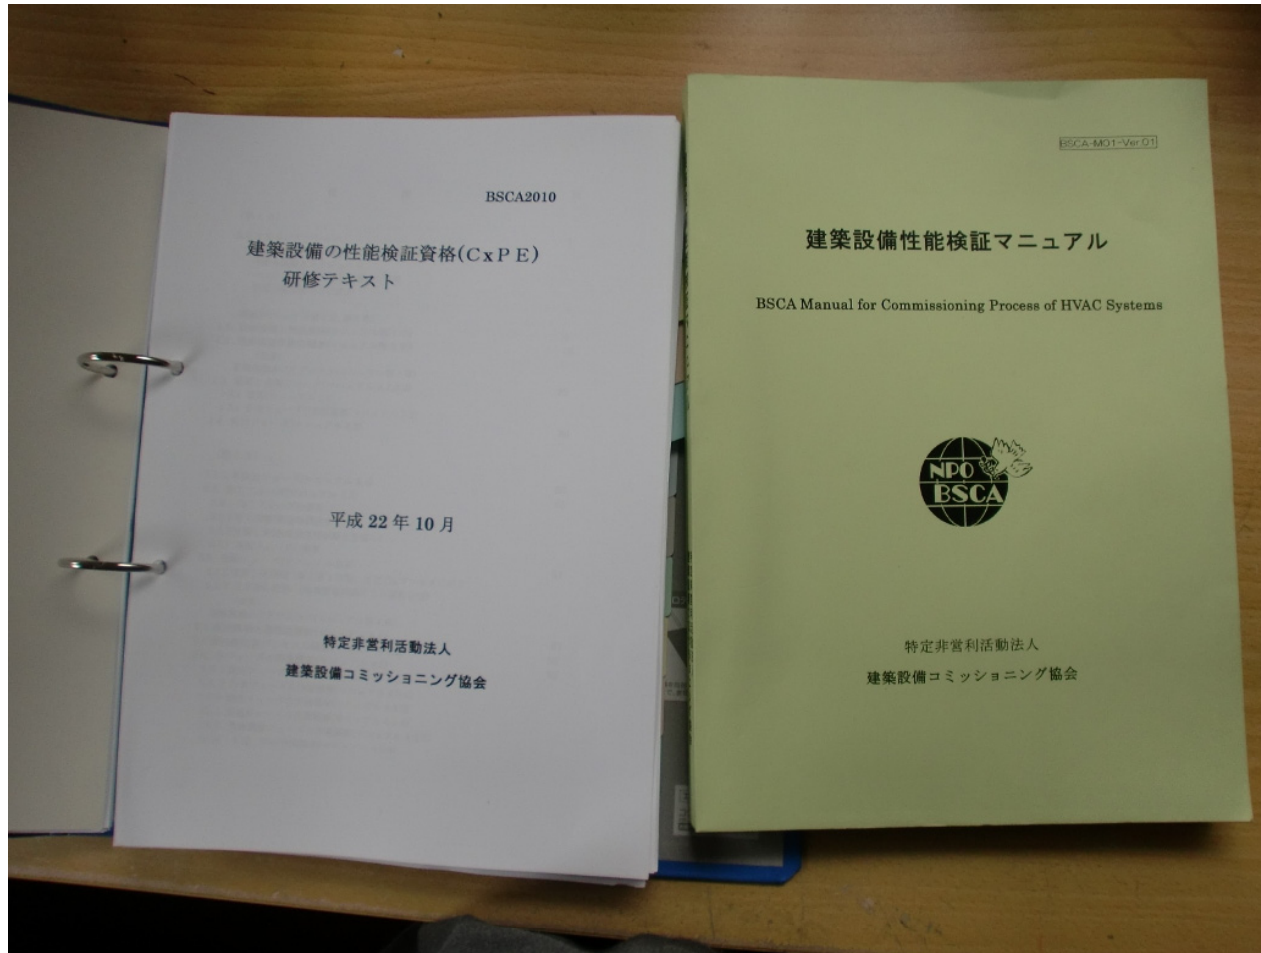 BSCA2010
建築設備の性能検証資格(CxPE)
研修テキスト
平成22年10月
特定非営利活動法人
建築設備コミッショニング協会
BSCA-M01-Ver.01
建築設備性能検証マニュアル
BSCA Manual for Commissioning Process of HVAC Systems
NPO
BSCA
特定非営利活動法人
建築設備コミッショニング協会